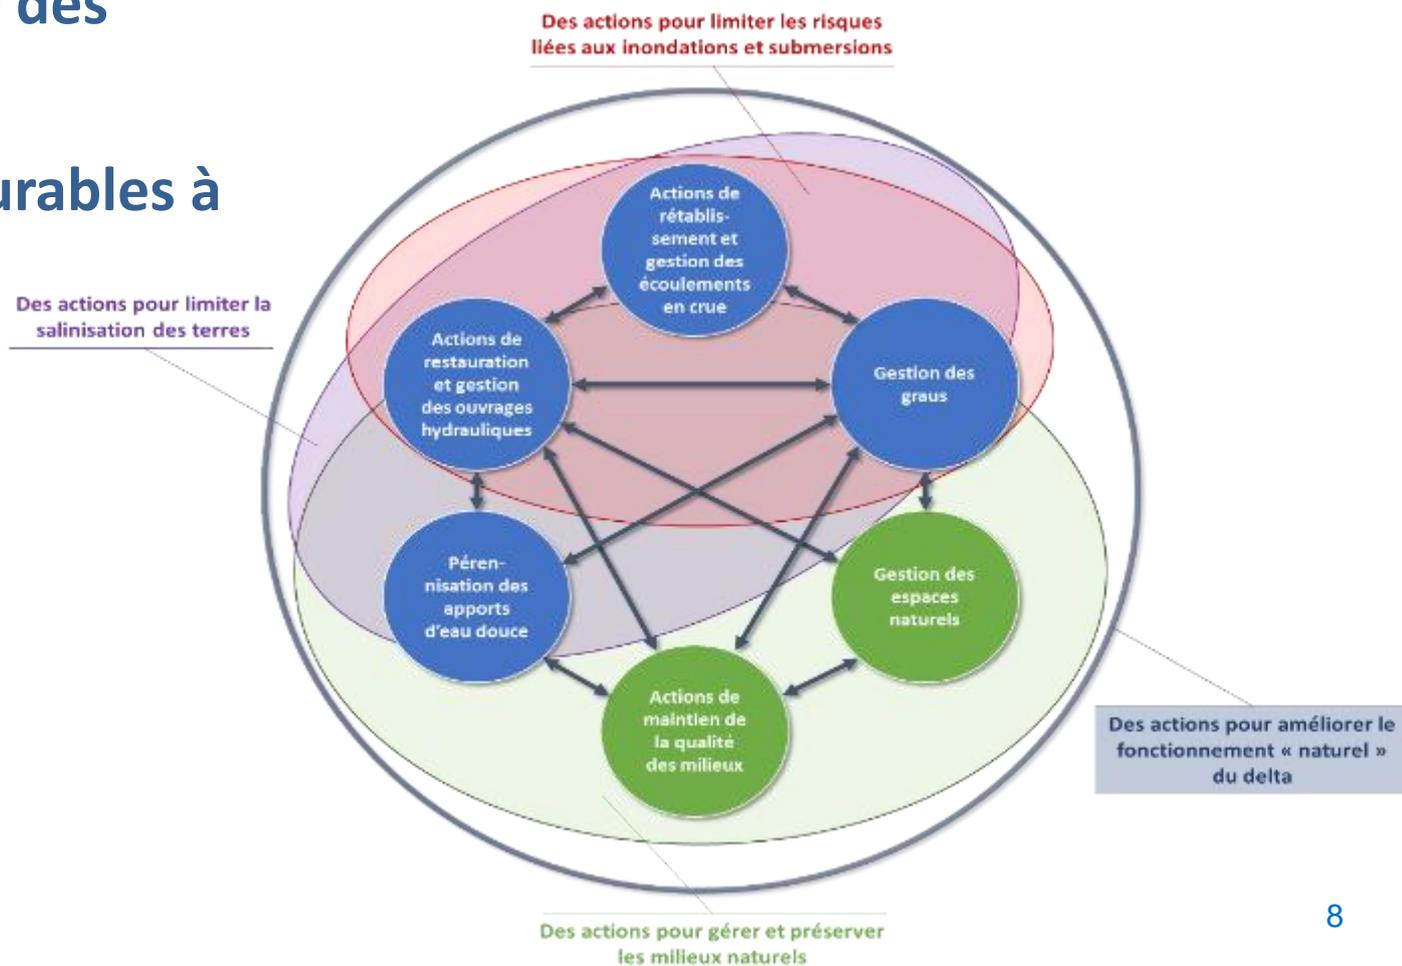 des
urables à
Des actions pour limiter les risques
liées aux inondations et submersions
Des actions pour limiter la
salinisation des terres
Actions de
rétablis-
sement et
gestion des
écoulements
en crue
Actions de
restauration
et gestion
des ouvrages
hydrauliques
Gestion des
graus
Péren-
nisation des
apports
d'eau douce
Gestion des
espaces
naturels
Actions de
maintien de
la qualité
des milieux
Des actions pour améliorer le
fonctionnement « naturel »
du delta
Des actions pour gérer et préserver
les milieux naturels
8